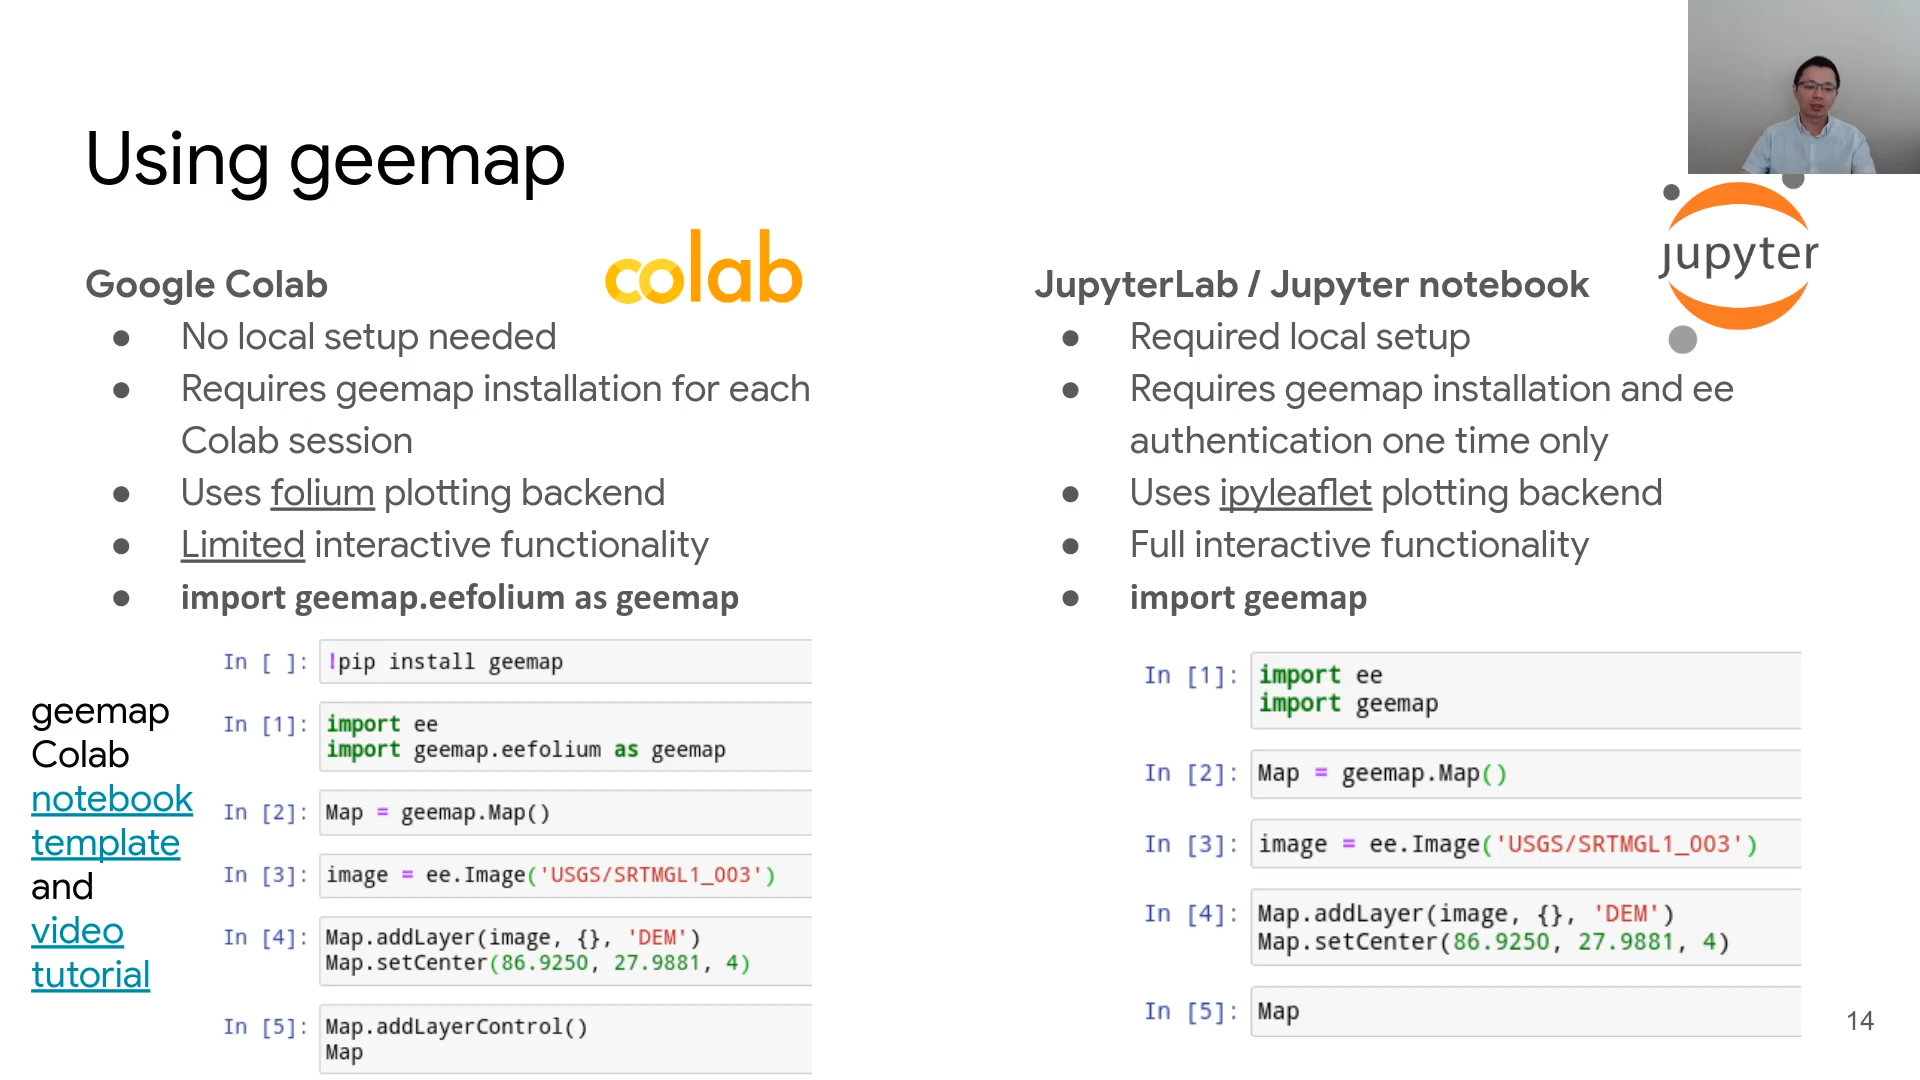 Using geemap
Google Colab
colab
● No local setup needed
● Requires geemap installation for each
Colab session
● Uses folium plotting backend
● Limited interactive functionality
● import geemap.eefolium as geemap
In [ ]: !pip install geemap
In [1]: import ee
import geemap.eefolium as geemap
In [2]: Map = geemap.Map()
In [3]: image = ee.Image('USGS/SRTMGL1_003')
In [4]: Map.addLayer(image, {}, 'DEM')
Map.setCenter(86.9250, 27.9881, 4)
In [5]: Map.addLayerControl()
Map
geemap
Colab
notebook
template
and
video
tutorial
JupyterLab / Jupyter notebook
jupyter
● Required local setup
● Requires geemap installation and ee
authentication one time only
● Uses ipyleaflet plotting backend
● Full interactive functionality
● import geemap
In [1]: import ee
import geemap
In [2]: Map = geemap.Map()
In [3]: image = ee.Image('USGS/SRTMGL1_003')
In [4]: Map.addLayer(image, {}, 'DEM')
Map.setCenter(86.9250, 27.9881, 4)
In [5]: Map
14